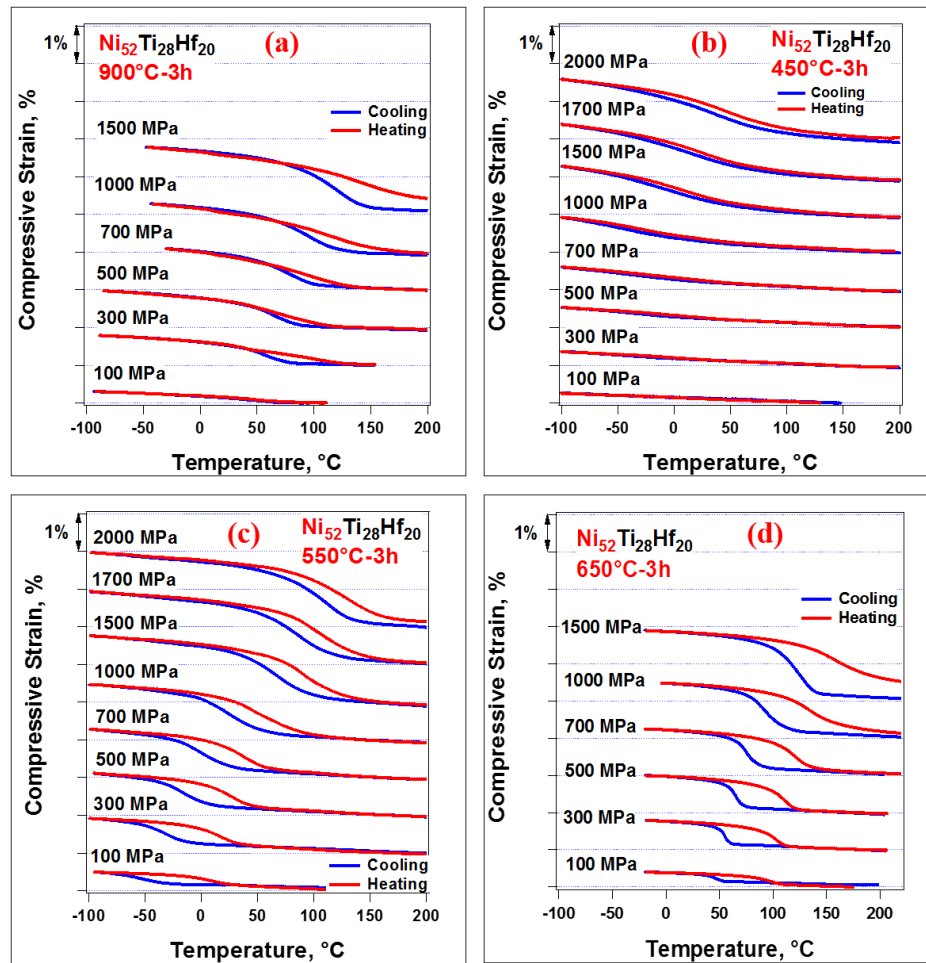 1%
Ni52Ti28Hf20
900°C-3h
(a)
Cooling
Heating
1500 MPa
1000 MPa
700 MPa
500 MPa
300 MPa
100 MPa
Compressive Strain, %
-100 -50 0 50 100 150 200
Temperature, °C
1%
(b)
Ni52Ti28Hf20
450°C-3h
Cooling
Heating
2000 MPa
1700 MPa
1500 MPa
1000 MPa
700 MPa
500 MPa
300 MPa
100 MPa
Compressive Strain, %
-100 -50 0 50 100 150 200
Temperature, °C
1%
(c)
Ni52Ti28Hf20
550°C-3h
2000 MPa
1700 MPa
1500 MPa
1000 MPa
700 MPa
500 MPa
300 MPa
100 MPa
Cooling
Heating
Compressive Strain, %
-100 -50 0 50 100 150 200
Temperature, °C
1%
(d)
Ni52Ti28Hf20
650°C-3h
Cooling
Heating
1500 MPa
1000 MPa
700 MPa
500 MPa
300 MPa
100 MPa
Compressive Strain, %
-100 -50 0 50 100 150 200
Temperature, °C